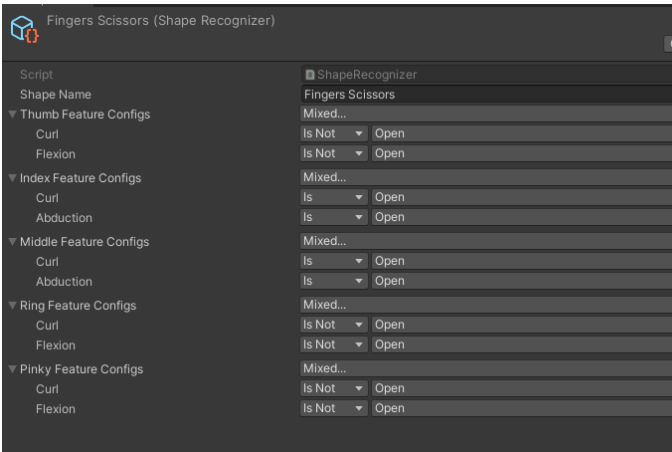 Fingers Scissors (Shape Recognizer)
Script ShapeRecognizer
Shape Name Fingers Scissors
Thumb Feature Configs Mixed...
Curl Is Not Open
Flexion Is Not Open
Index Feature Configs Mixed...
Curl Is Open
Abduction Is Open
Middle Feature Configs Mixed...
Curl Is Open
Abduction Is Open
Ring Feature Configs Mixed...
Curl Is Not Open
Flexion Is Not Open
Pinky Feature Configs Mixed...
Curl Is Not Open
Flexion Is Not Open